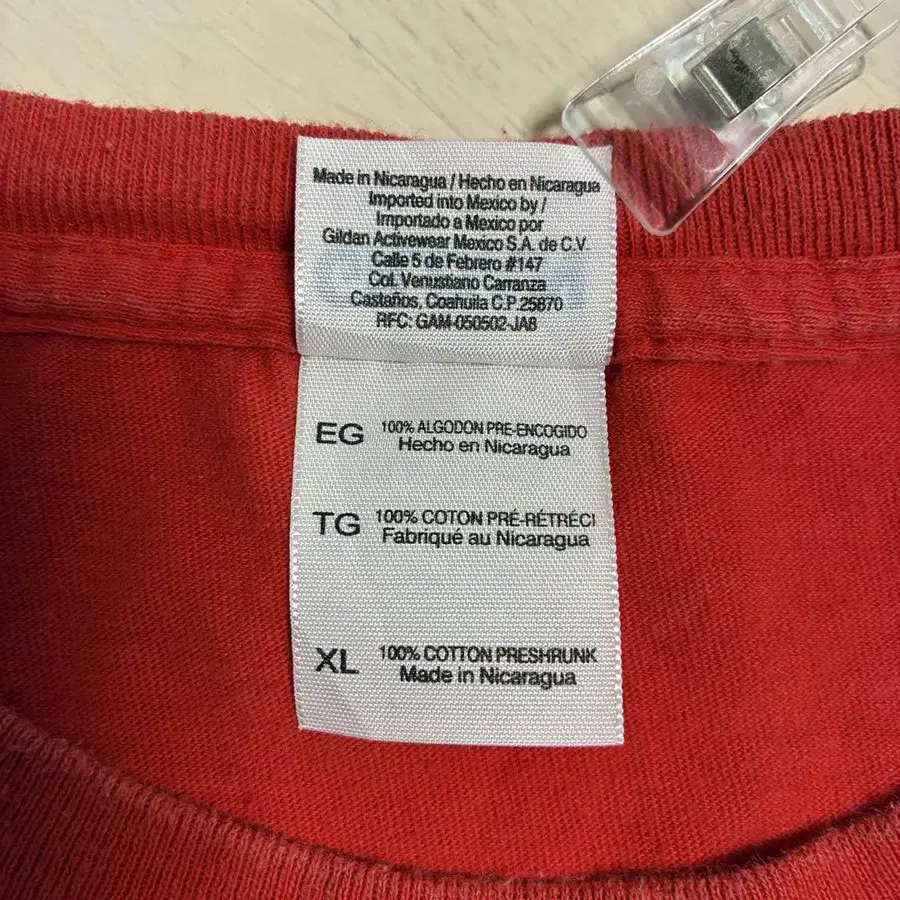 Made in Nicaragua / Hecho en Nicaragua
Imported into Mexico by /
Importado a Mexico por
Gildan Activewear Mexico S.A. de C.V.
Calle 5 de Febrero #147
Col. Venustiano Carranza
Castaños, Coahuila C.P. 25870
RFC: GAM-050502-JA8
EG 100% ALGODON PRE-ENCOGIDO
Hecho en Nicaragua
TG 100% COTON PRÉ-RÉTRÉCI
Fabriqué au Nicaragua
XL 100% COTTON PRESHRUNK
Made in Nicaragua